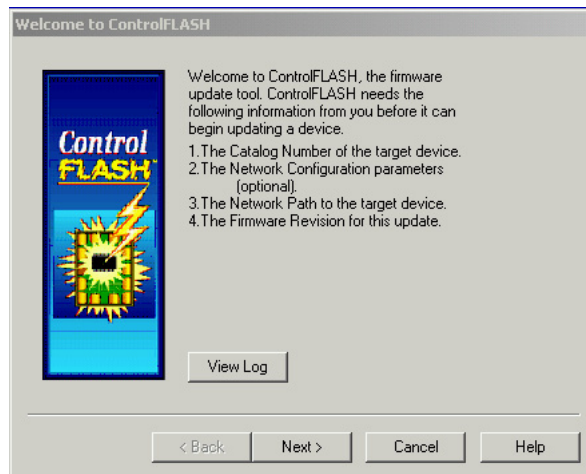 Welcome to ControlFLASH
Control
FLASH
Welcome to ControlFLASH, the firmware
update tool. ControlFLASH needs the
following information from you before it can
begin updating a device.
1.The Catalog Number of the target device.
2.The Network Configuration parameters
(optional).
3.The Network Path to the target device.
4.The Firmware Revision for this update.
View Log
< Back
Next >
Cancel
Help